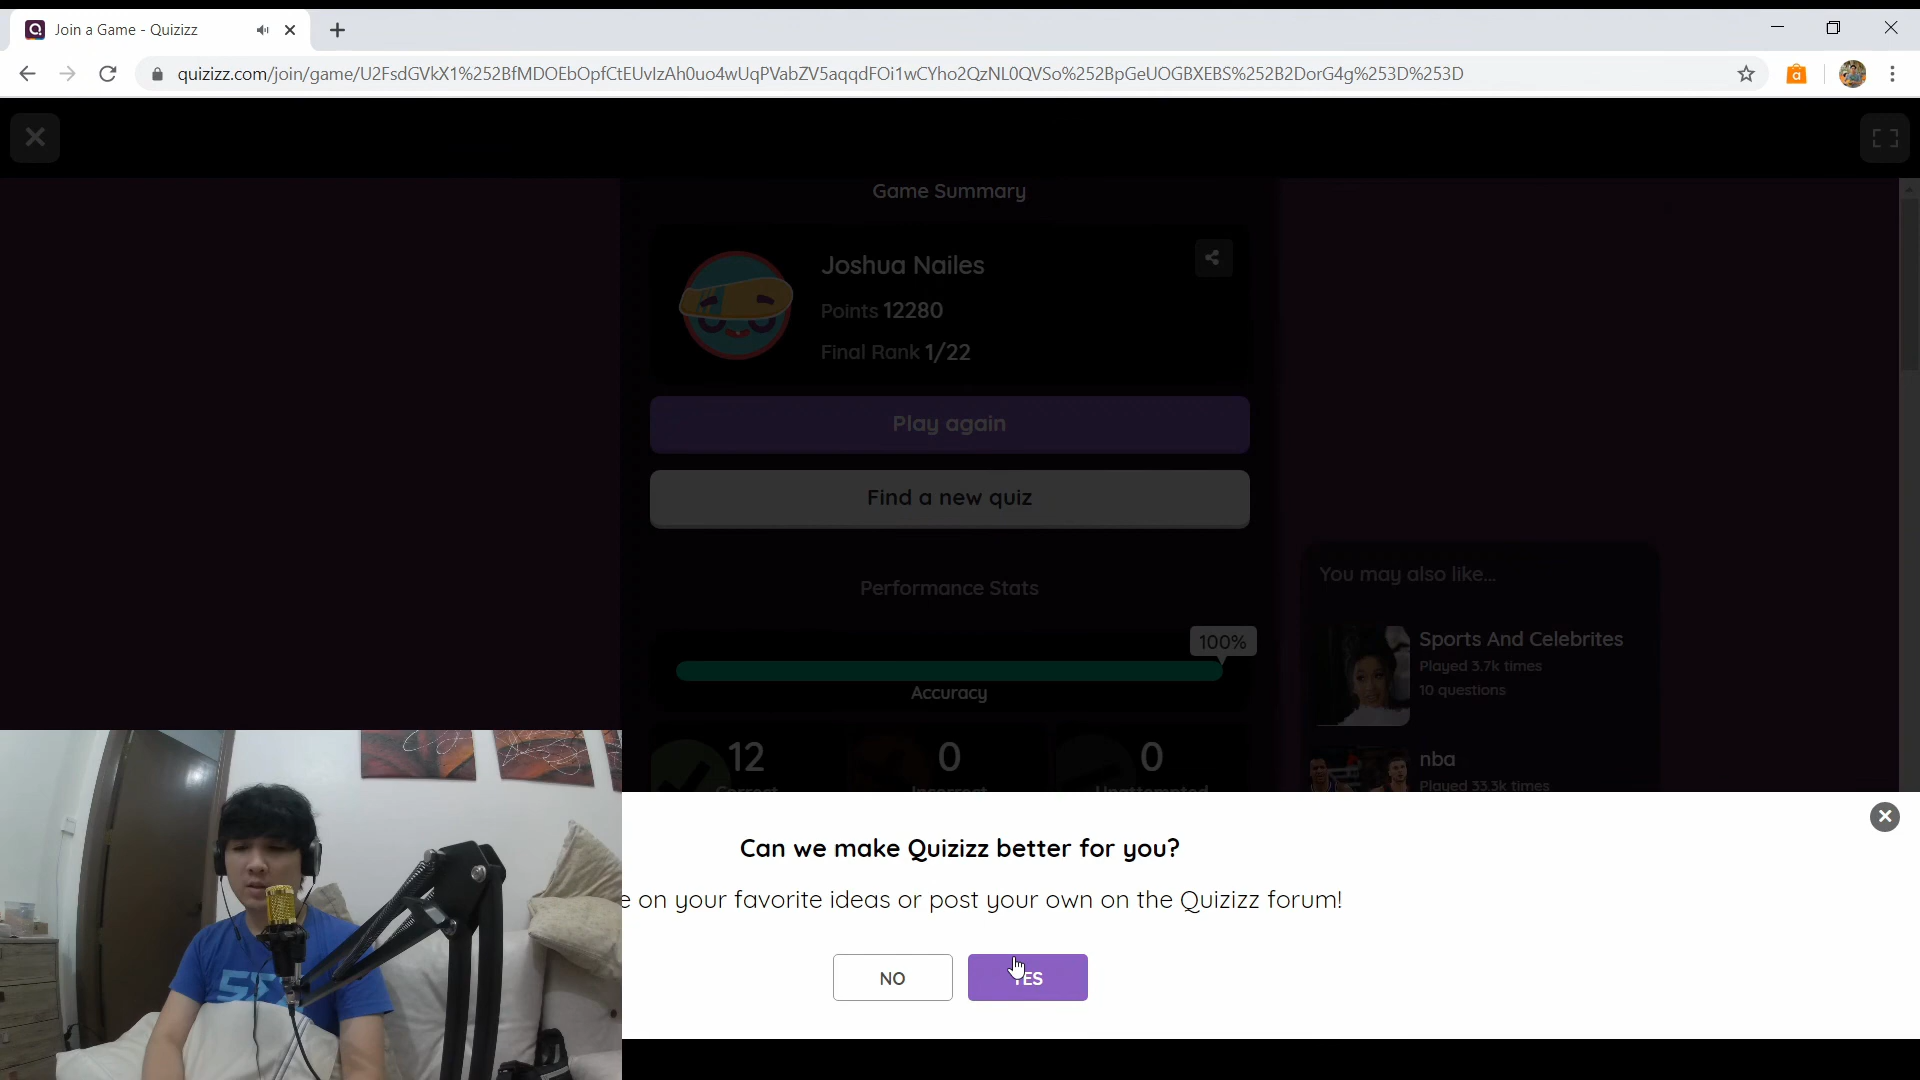 Join a Game - Quizizz
quizizz.com/join/game/U2FsdGVkX1%252BfMDOEbOpfCtEUvIzAh0uo4wUqPVabZV5aqqdFOi1wCYho2QzNL0QVSo%252BpGeUOGBXEBS%252B2DorG4g%253D%253D
Game Summary
Joshua Nailes
Points 12280
Final Rank 1/22
Play again
Find a new quiz
Performance Stats
You may also like...
100%
Accuracy
Sports And Celebrites
Played 3.7k times
10 questions
12
0
0
Correct
Incorrect
Unattempted
nba
Played 33.3k times
Can we make Quizizz better for you?
e on your favorite ideas or post your own on the Quizizz forum!
NO
YES